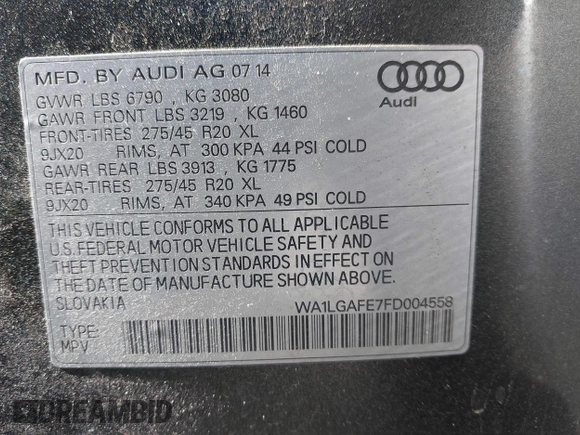 MFD. BY AUDI AG 07 14
Audi
GVWR LBS 6790 , KG 3080
GAWR FRONT LBS 3219 , KG 1460
FRONT-TIRES 275/45 R20 XL
9JX20 RIMS, AT 300 KPA 44 PSI COLD
GAWR REAR LBS 3913 , KG 1775
REAR-TIRES 275/45 R20 XL
9JX20 RIMS, AT 340 KPA 49 PSI COLD
THIS VEHICLE CONFORMS TO ALL APPLICABLE
U.S. FEDERAL MOTOR VEHICLE SAFETY AND
THEFT PREVENTION STANDARDS IN EFFECT ON
THE DATE OF MANUFACTURE SHOWN ABOVE.
SLOVAKIA WA1LGAFE7FD004558
TYPE:
MPV
DREAMBID